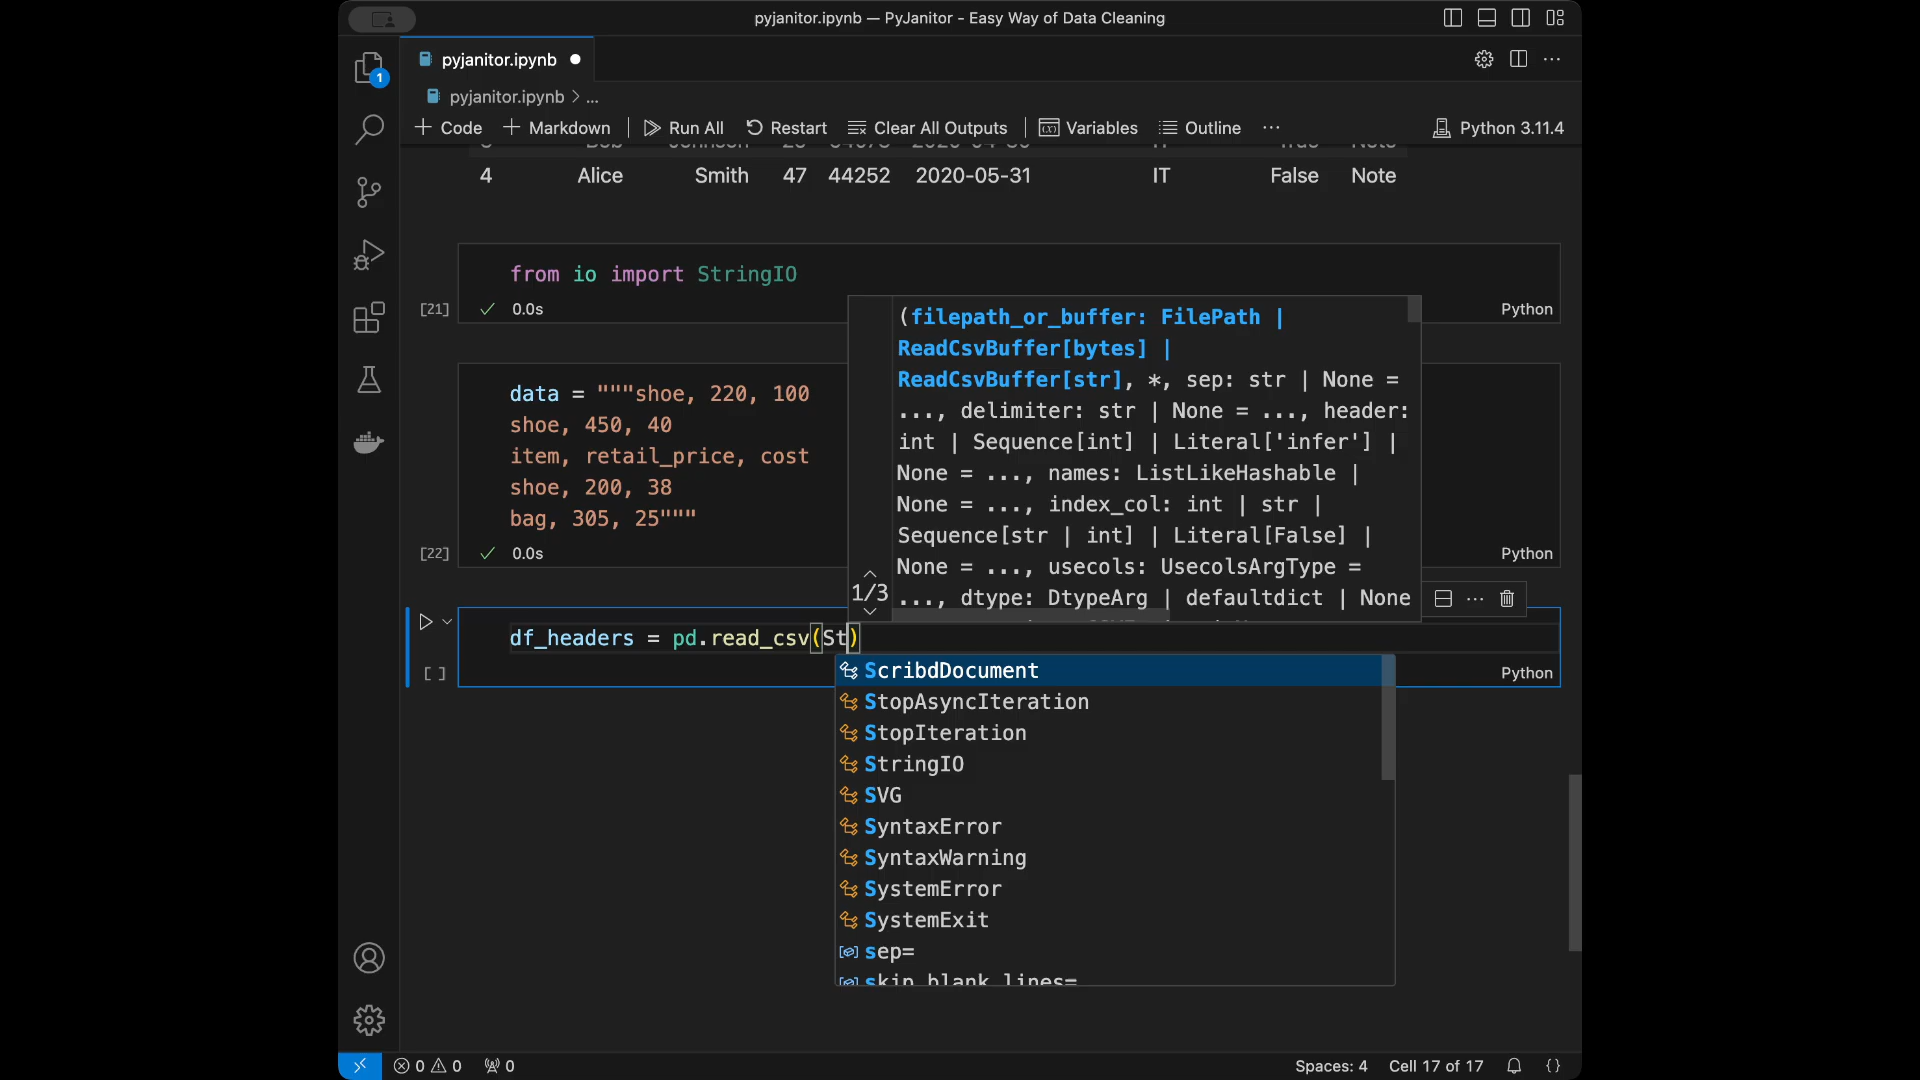 pyjanitor.ipynb — PyJanitor - Easy Way of Data Cleaning
pyjanitor.ipynb
1
pyjanitor.ipynb > ...
Code Markdown Run All Restart Clear All Outputs Variables Outline ... Python 3.11.4
4 Alice Smith 47 44252 2020-05-31 IT False Note
from io import StringIO
[21] 0.0s Python
data = """shoe, 220, 100
shoe, 450, 40
item, retail_price, cost
shoe, 200, 38
bag, 305, 25"""
[22] 0.0s Python
(filepath_or_buffer: FilePath |
ReadCsvBuffer[bytes] |
ReadCsvBuffer[str], *, sep: str | None =
..., delimiter: str | None = ..., header:
int | Sequence[int] | Literal['infer'] |
None = ..., names: ListLikeHashable |
None = ..., index_col: int | str |
Sequence[str | int] | Literal[False] |
None = ..., usecols: UsecolsArgType =
..., dtype: DtypeArg | defaultdict | None
1/3
df_headers = pd.read_csv(St)
[ ] Python
ScribdDocument
StopAsyncIteration
StopIteration
StringIO
SVG
SyntaxError
SyntaxWarning
SystemError
SystemExit
sep=
skip_blank_lines=
0 0 0 Spaces: 4 Cell 17 of 17